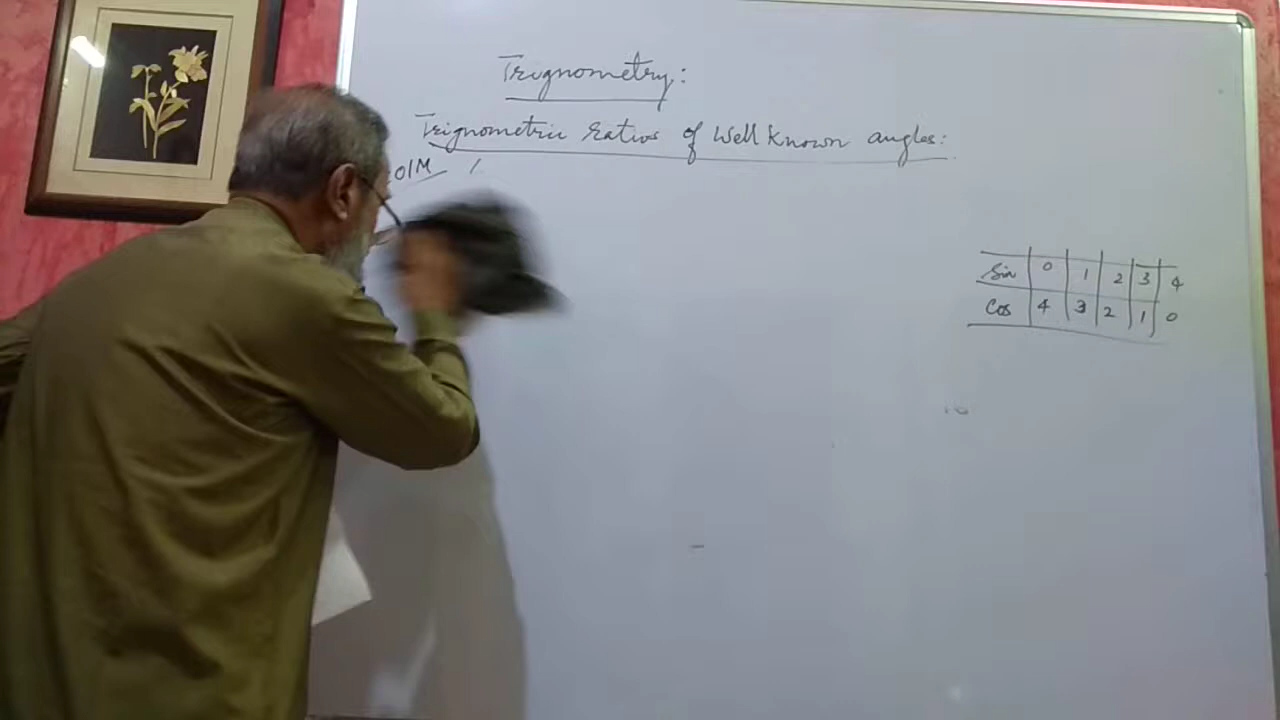 Trignometry:
Trignometric Ratios of Well Known angles:
Sin 0 1 2 3 4
Cos 4 3 2 1 0